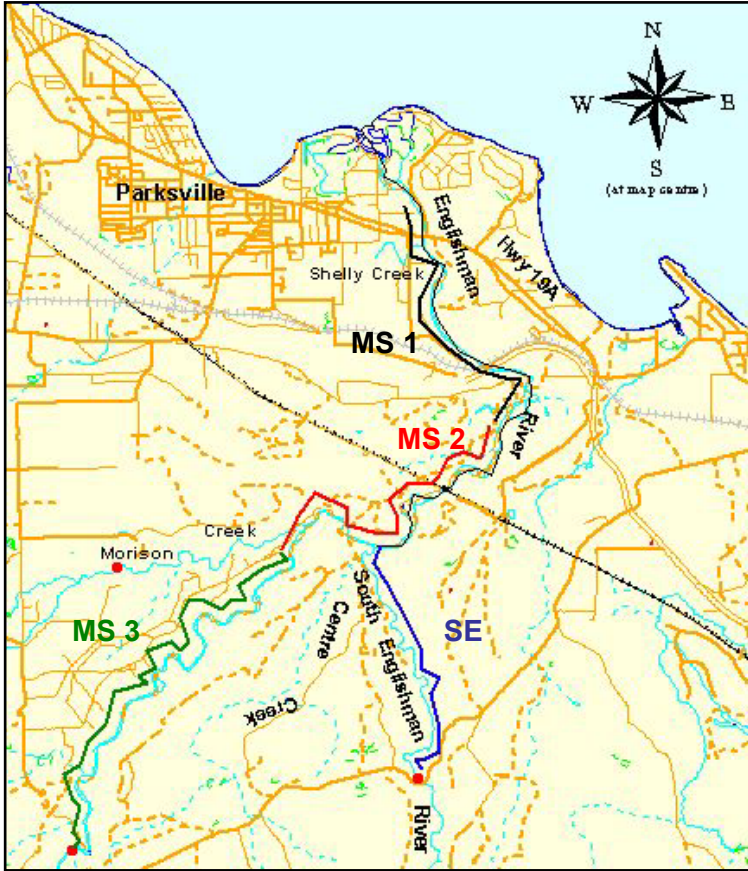 N
W E
S
(at map centre)
Parksville
Englishman
Hwy 19A
Shelly Creek
MS 1
River
MS 2
Creek
Morison
South
Centre
MS 3
SE
Englishman
Creek
River